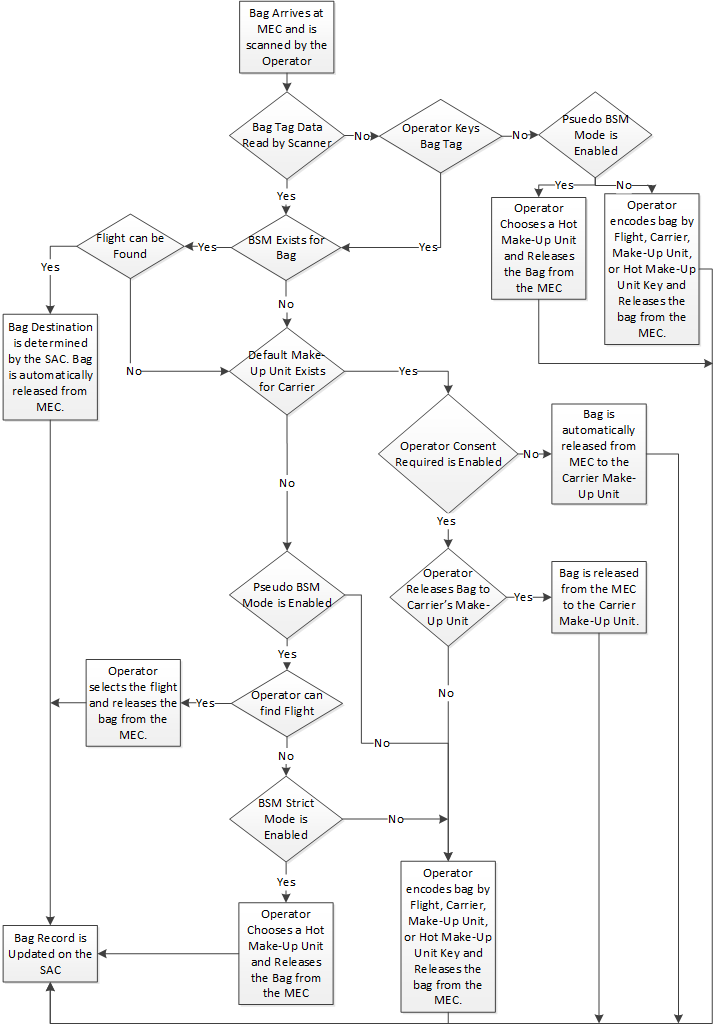 Bag Arrives at
MEC and is
scanned by the
Operator
Bag Tag Data
Read by Scanner
No
Operator Keys
Bag Tag
No
Psuedo BSM
Mode is
Enabled
Yes
No
Operator
Chooses a Hot
Make-Up Unit
and Releases
the Bag from
the MEC
Operator
encodes bag by
Flight, Carrier,
Make-Up Unit,
or Hot Make-Up
Unit Key and
Releases the
bag from the
MEC.
Yes
BSM Exists for
Bag
Yes
Yes
Flight can be
Found
Yes
No
Bag Destination
is determined
by the SAC. Bag
is automatically
released from
MEC.
No
Default Make-
Up Unit Exists
for Carrier
Yes
Operator Consent
Required is Enabled
No
Bag is
automatically
released from
MEC to the
Carrier Make-
Up Unit
No
Yes
Operator
Releases Bag to
Carrier's Make-
Up Unit
Yes
Bag is released
from the MEC
to the Carrier
Make-Up Unit.
Pseudo BSM
Mode is Enabled
Yes
No
Operator can
find Flight
Yes
Operator
selects the flight
and releases the
bag from the
MEC.
No
No
BSM Strict
Mode is
Enabled
No
Yes
Operator
Chooses a Hot
Make-Up Unit
and Releases
the Bag from
the MEC
Operator
encodes bag by
Flight, Carrier,
Make-Up Unit,
or Hot Make-Up
Unit Key and
Releases the
bag from the
MEC.
Bag Record is
Updated on the
SAC